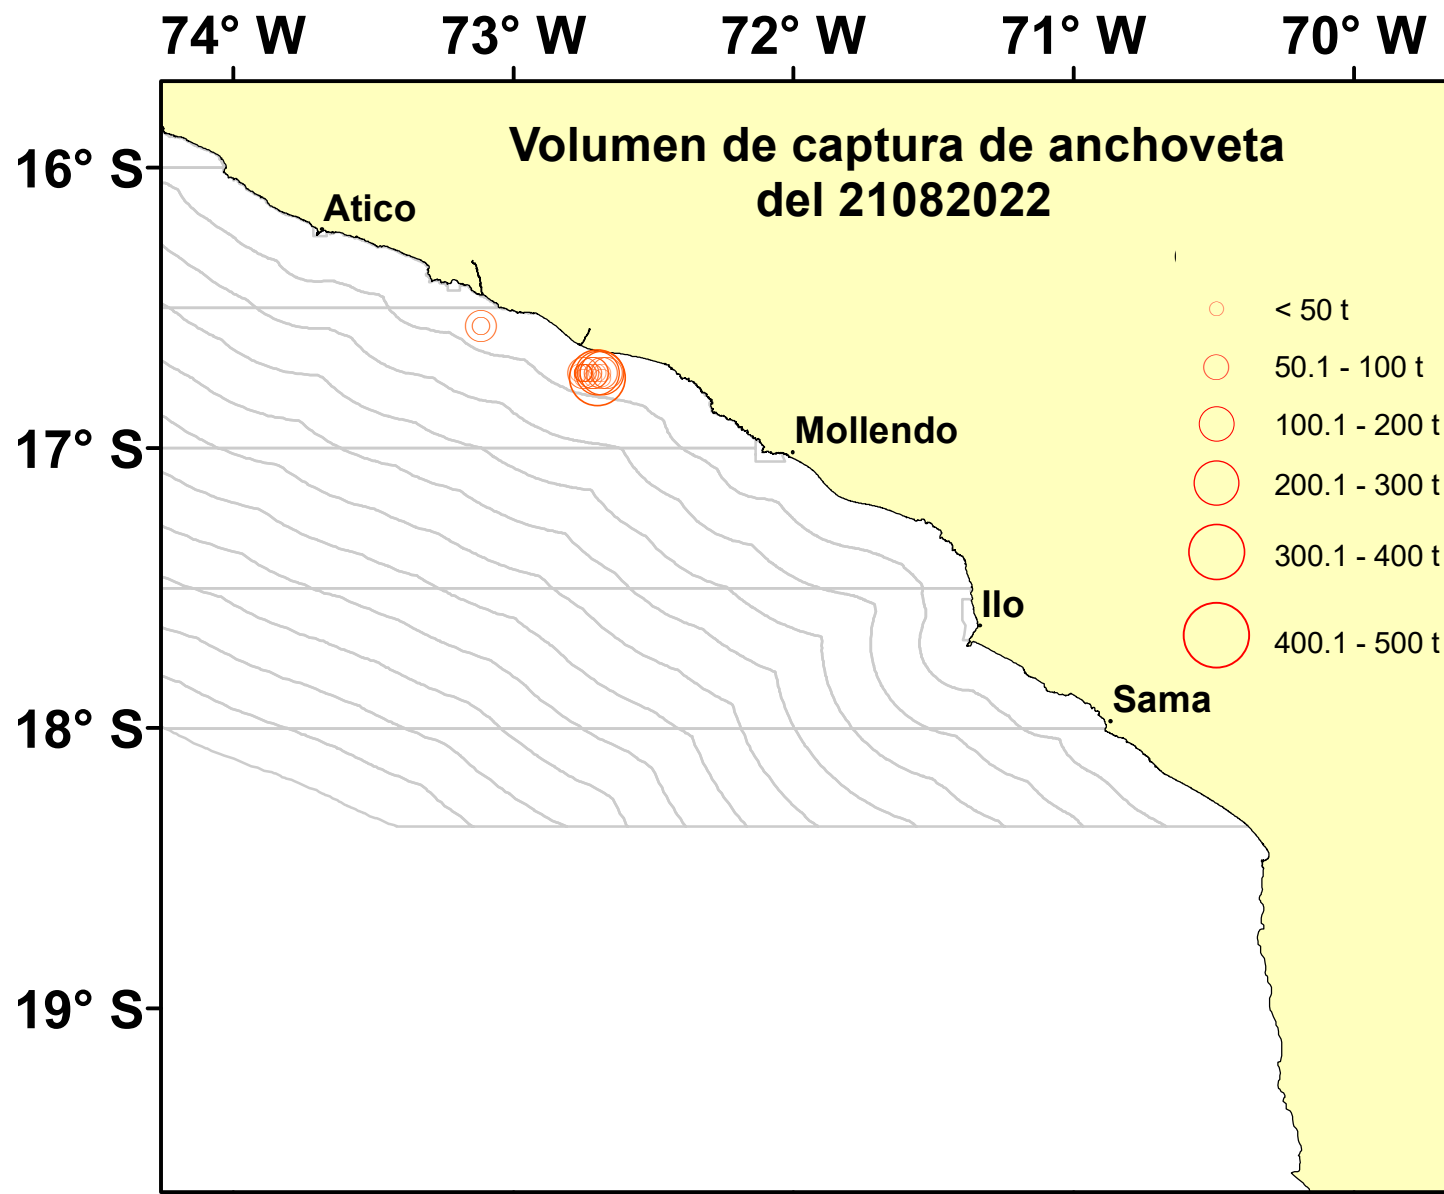 74° W 73° W 72° W 71° W 70° W
Volumen de captura de anchoveta
del 21082022
16° S
Atico
< 50 t
50.1 - 100 t
100.1 - 200 t
Mollendo
17° S
200.1 - 300 t
300.1 - 400 t
Ilo
400.1 - 500 t
Sama
18° S
19° S